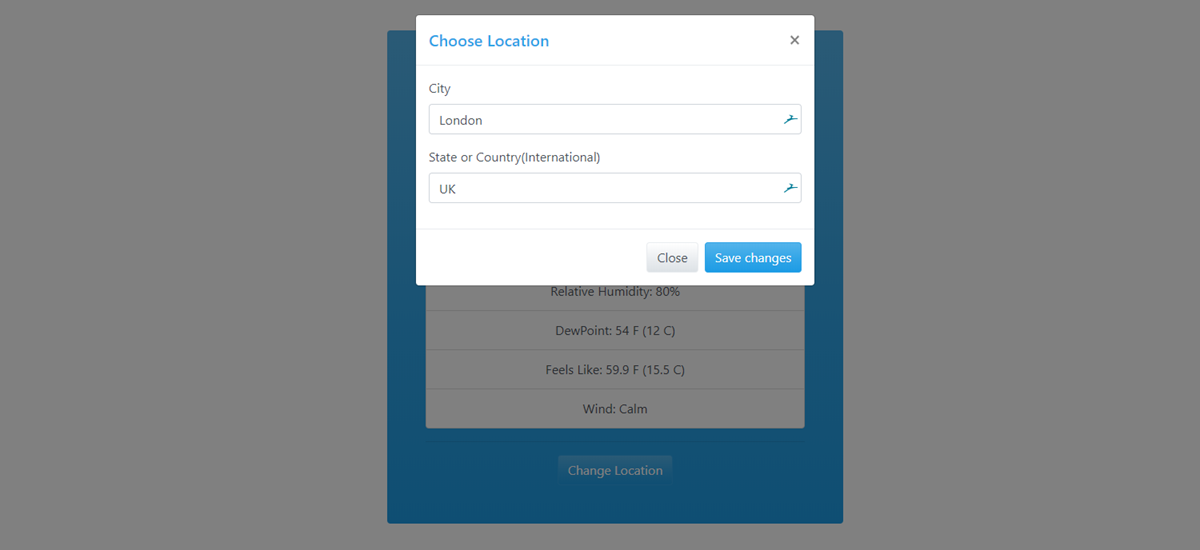 Choose Location
×
City
London
State or Country(International)
UK
Close Save changes
Relative Humidity: 80%
DewPoint: 54 F (12 C)
Feels Like: 59.9 F (15.5 C)
Wind: Calm
Change Location